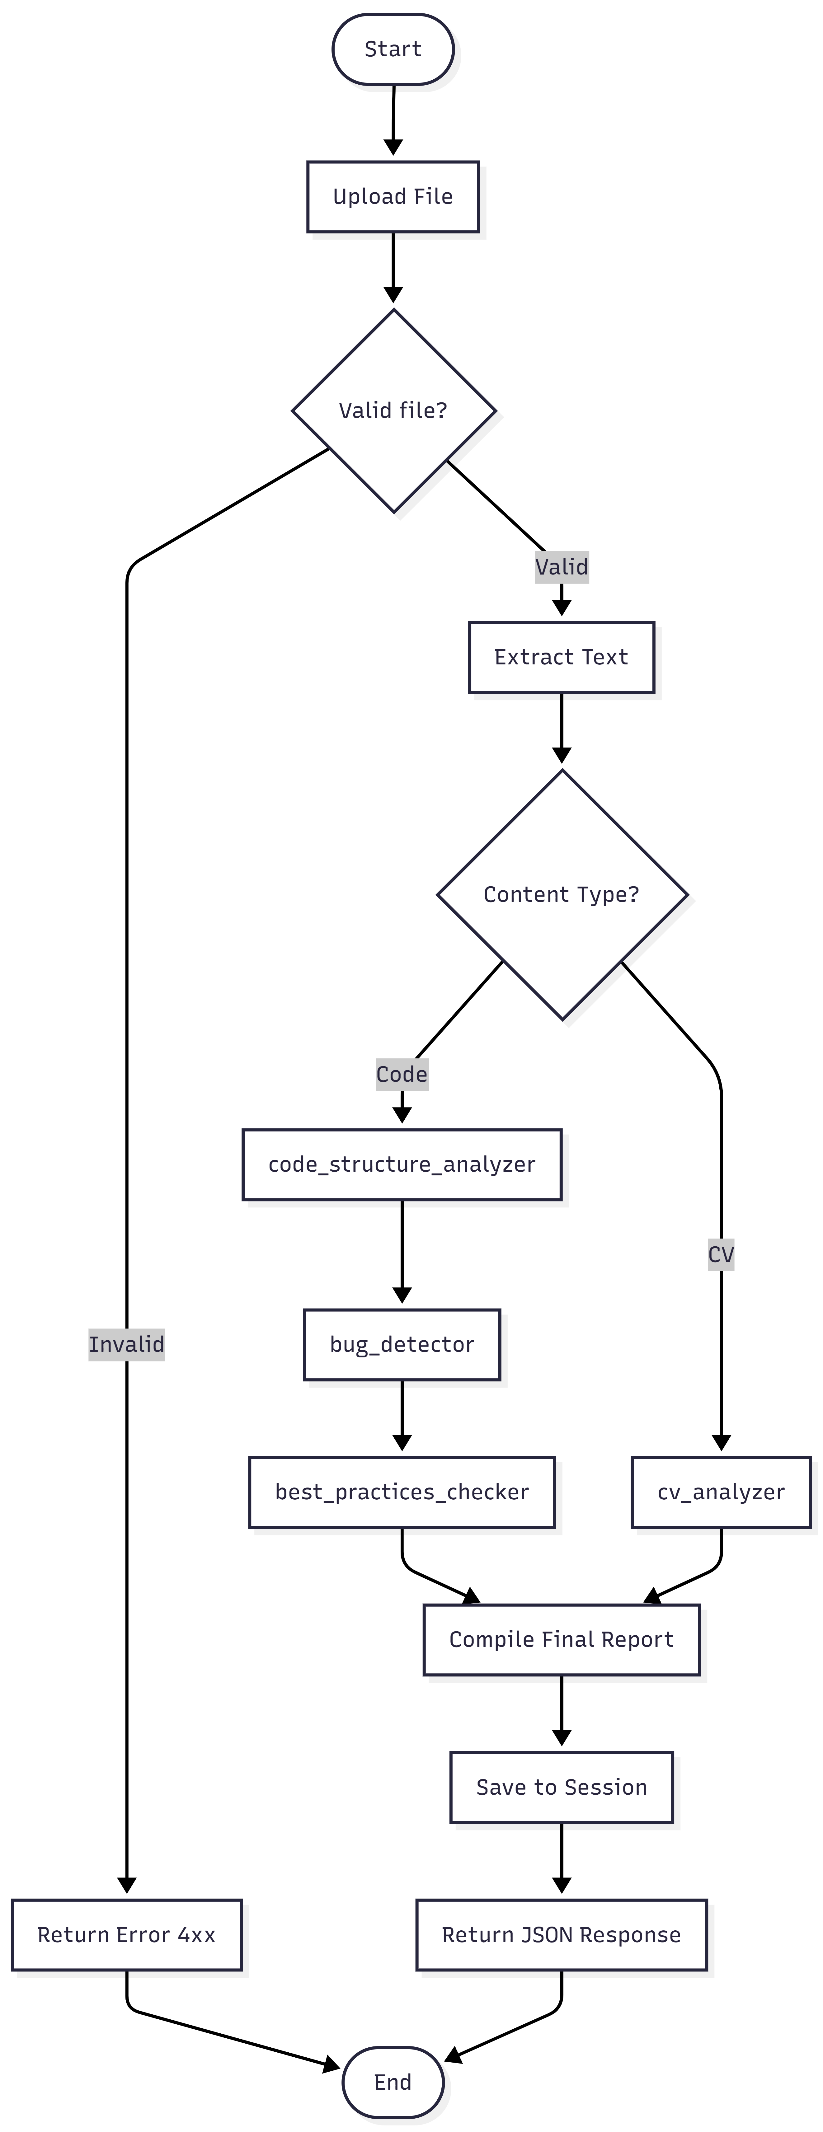 Start
Upload File
Valid file?
Valid
Extract Text
Content Type?
Code
code_structure_analyzer
CV
bug_detector
Invalid
best_practices_checker
cv_analyzer
Compile Final Report
Save to Session
Return Error 4xx
Return JSON Response
End